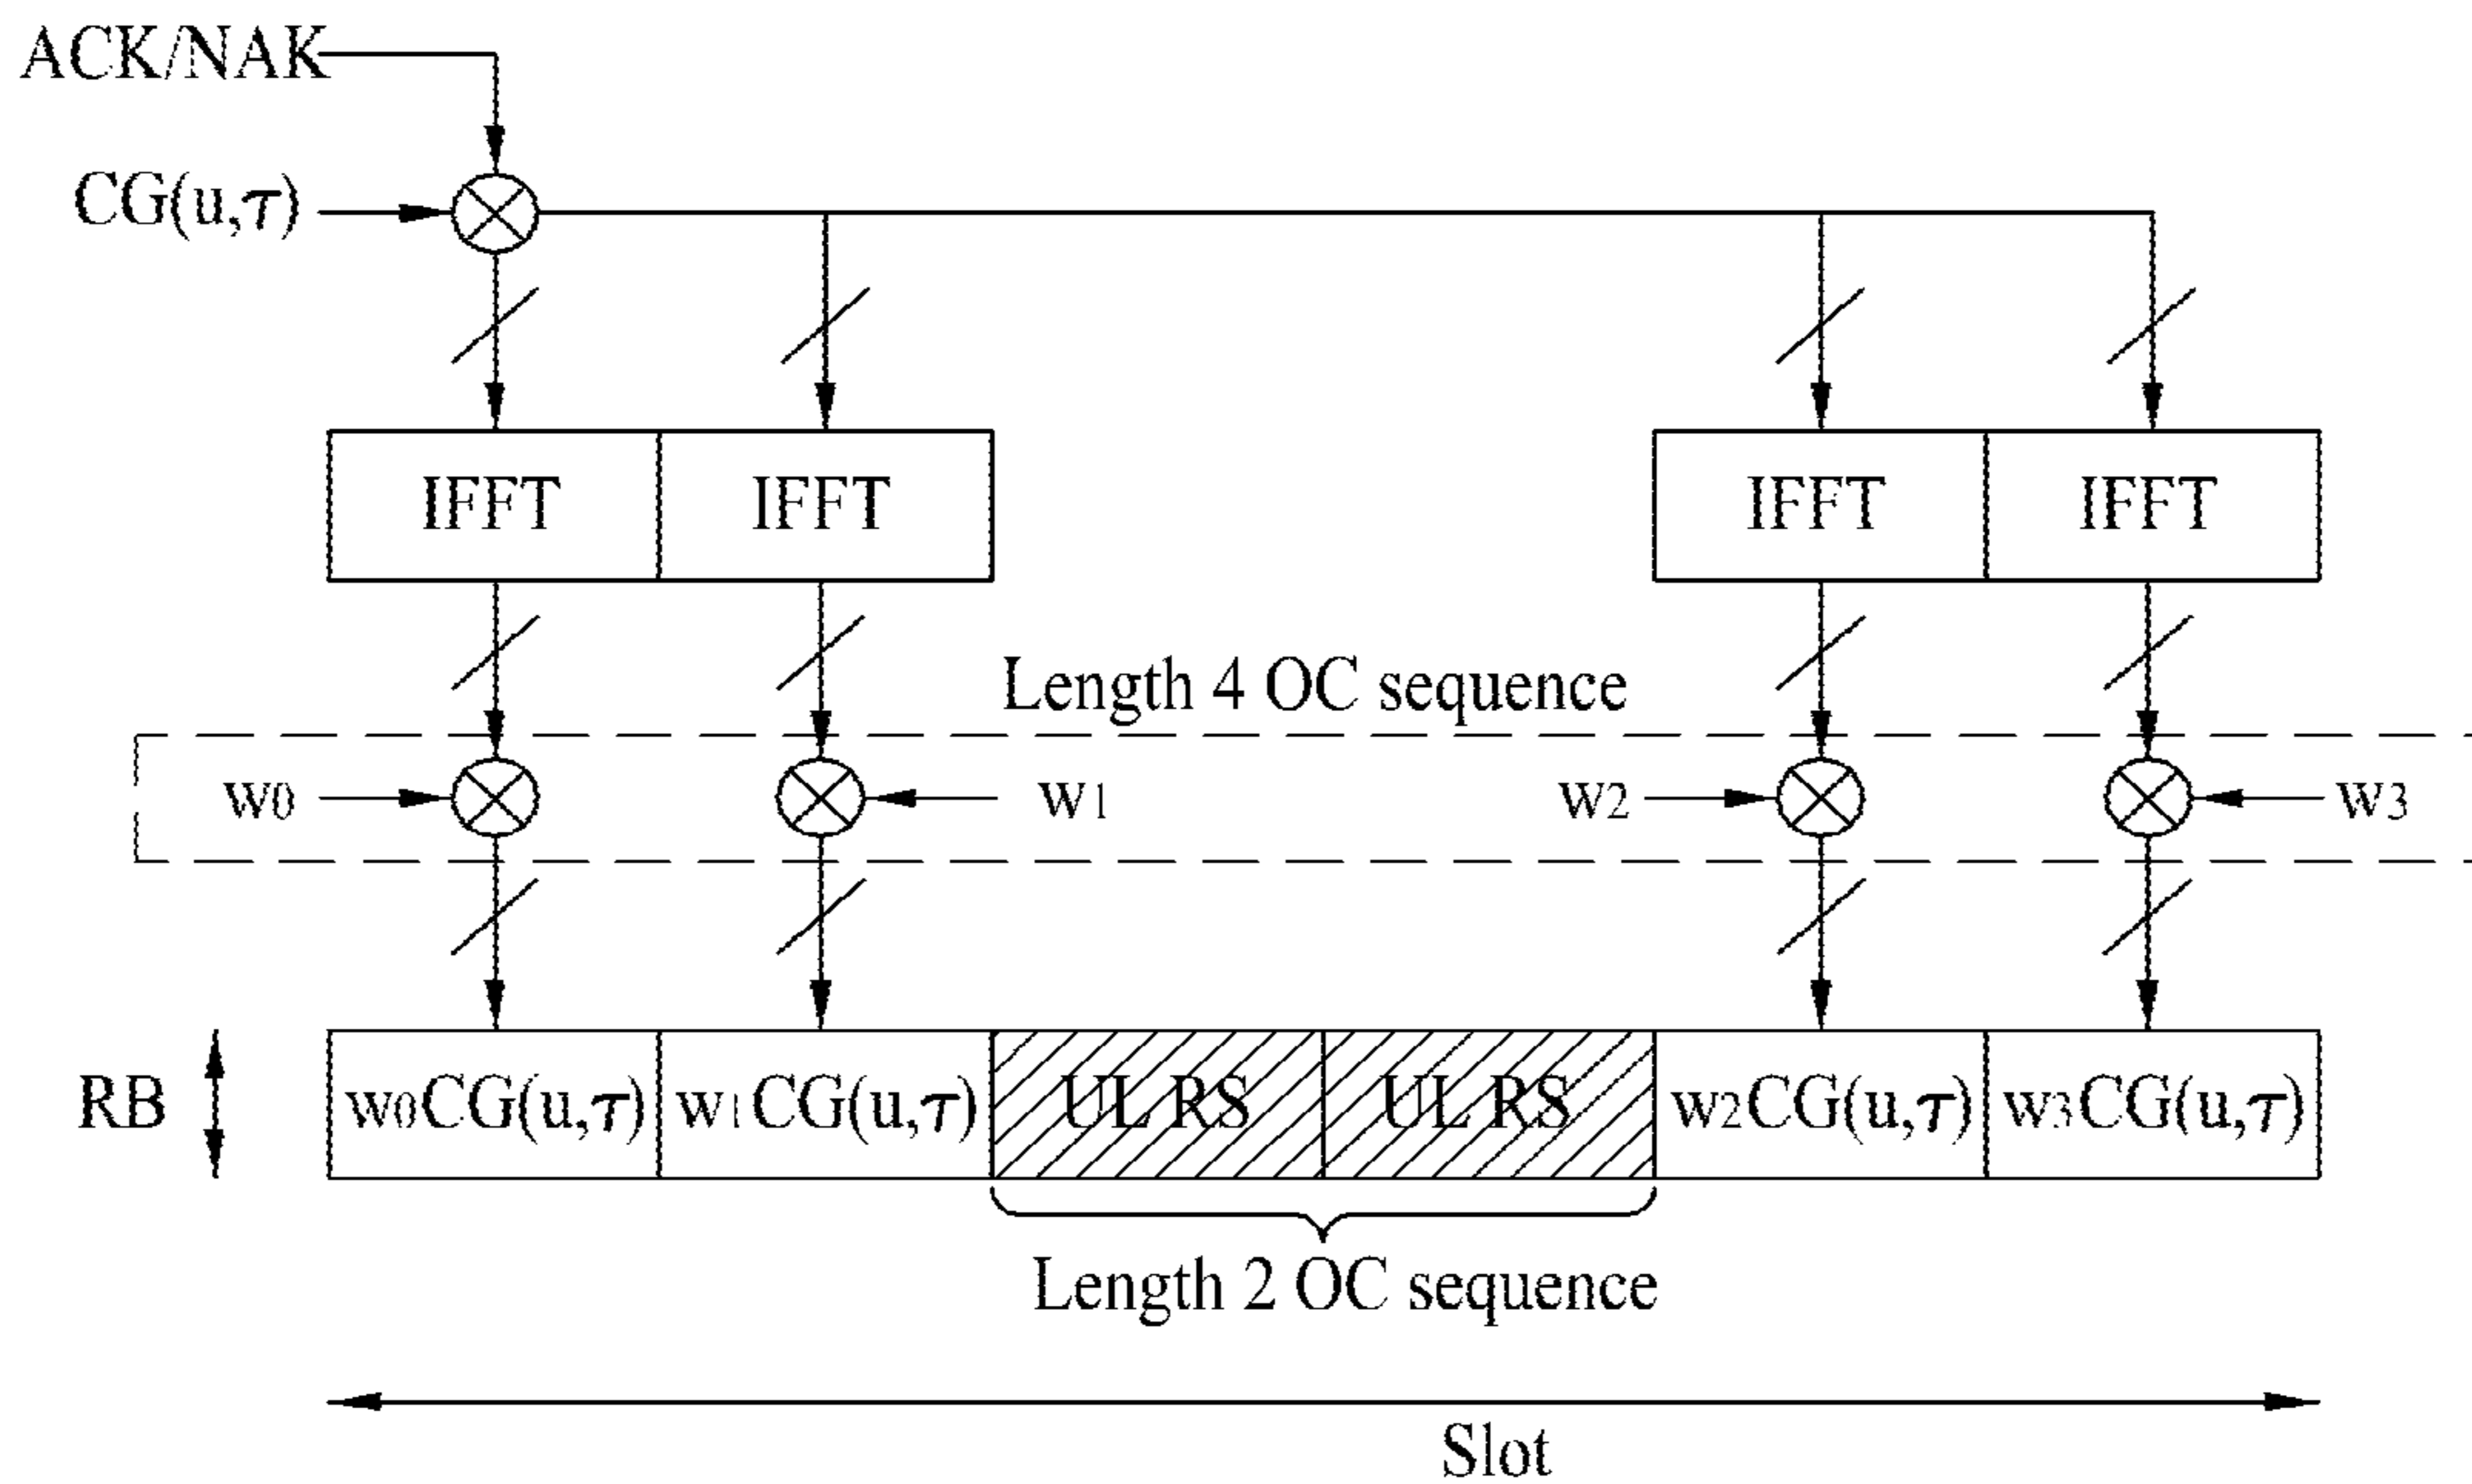 ACK/NAK
CG(u,τ)
IFFT IFFT IFFT IFFT
Length 4 OC sequence
w0 w1 w2 w3
RB w0CG(u,τ) w1CG(u,τ) UL RS UL RS w2CG(u,τ) w3CG(u,τ)
Length 2 OC sequence
Slot